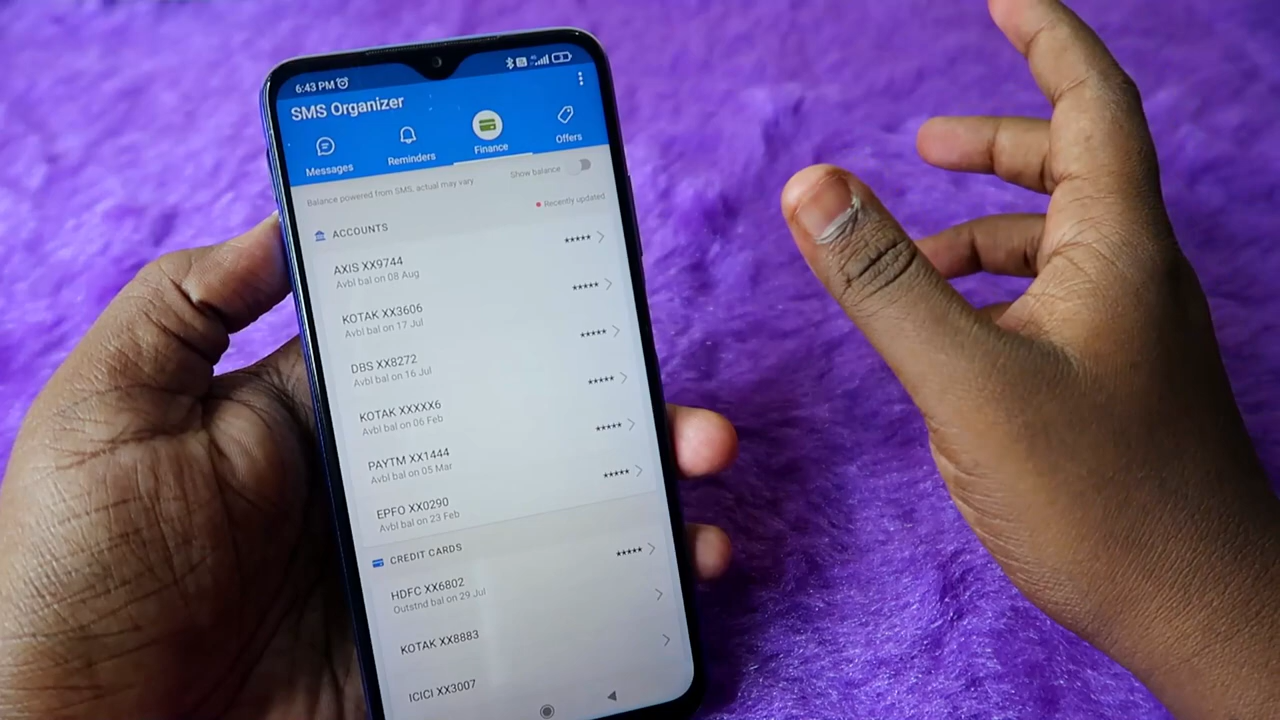 6:43 PM
SMS Organizer
Messages
Reminders
Finance
Offers
Balance powered from SMS, actual may vary
Show balance
Recently updated
ACCOUNTS
AXIS XX9744
*****
Avbl bal on 08 Aug
KOTAK XX3606
*****
Avbl bal on 17 Jul
DBS XX8272
*****
Avbl bal on 16 Jul
KOTAK XXXXX6
*****
Avbl bal on 06 Feb
PAYTM XX1444
*****
Avbl bal on 05 Mar
EPFO XX0290
*****
Avbl bal on 23 Feb
CREDIT CARDS
HDFC XX6802
*****
Outstnd bal on 29 Jul
KOTAK XX8883
ICICI XX3007